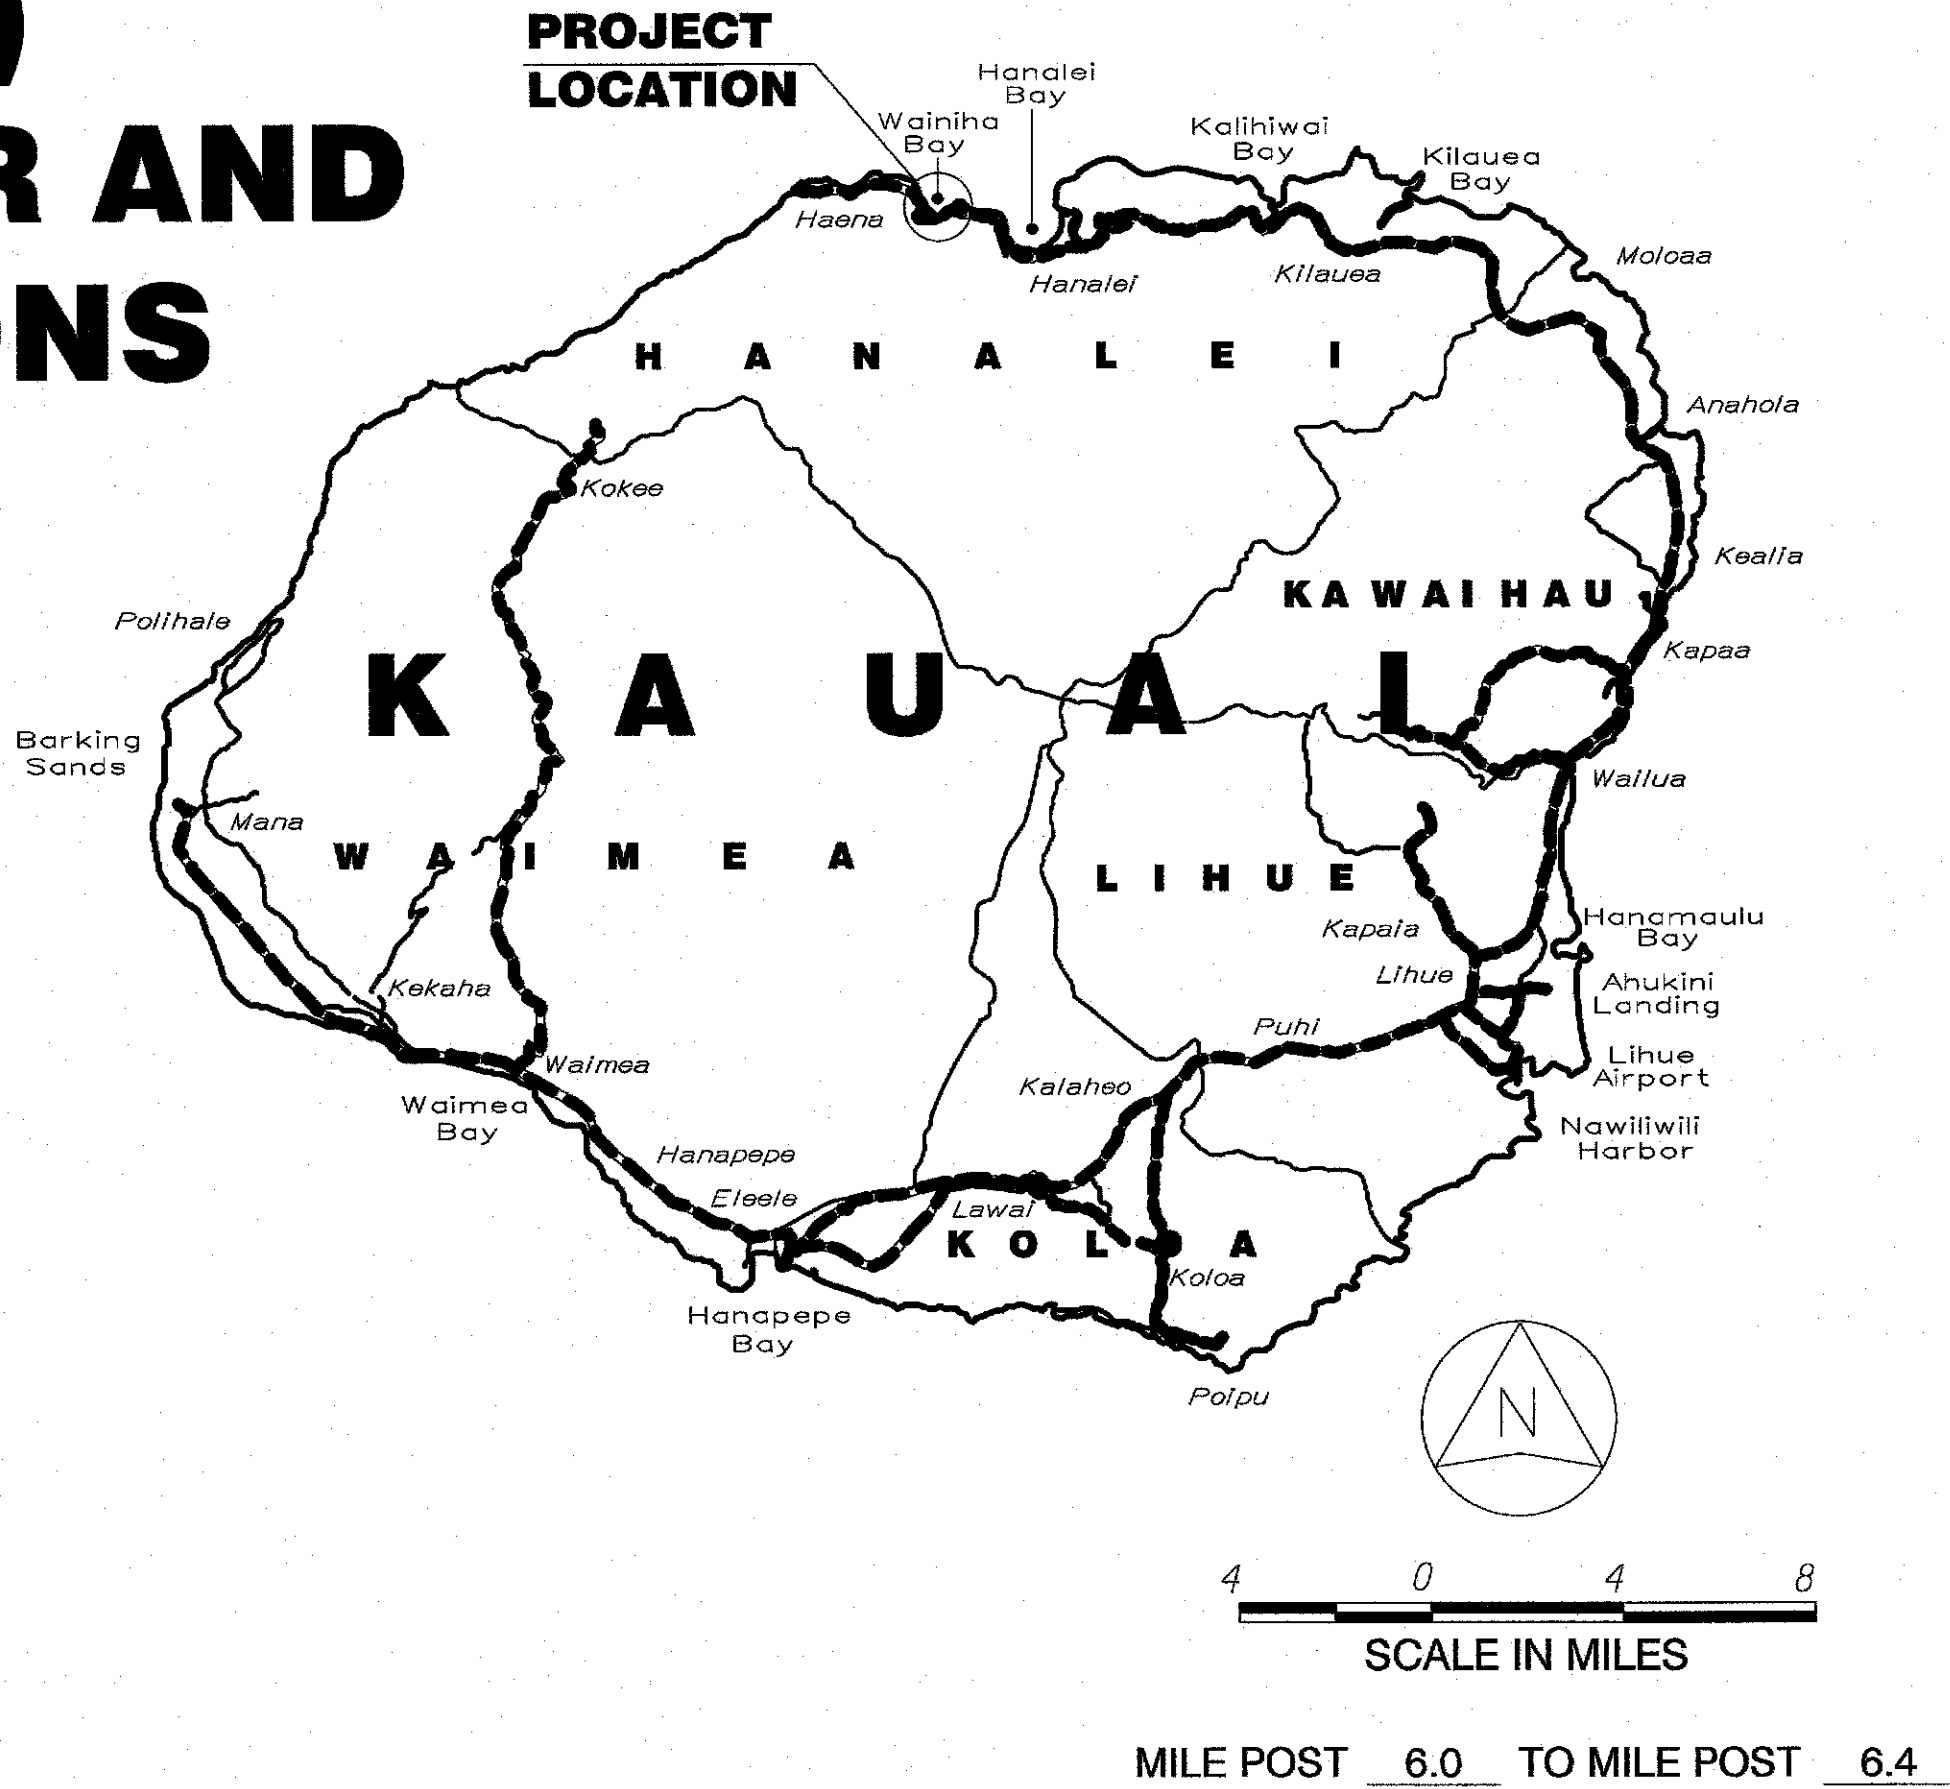 )
R AND
ONS
PROJECT
LOCATION
Hanalei
Bay
Wainiha
Bay
Kalihiwai
Bay
Kilauea
Bay
Haena
Hanalei
Kilauea
Moloaa
H A N A L E I
Anahola
Kokee
Kealia
KAWAIHAU
Polihale
Kapaa
K A U A I
Barking
Sands
Wailua
Mana
W A I M E A
L I H U E
Kapaia
Hanamaulu
Bay
Lihue
Ahukini
Landing
Kekaha
Puhi
Waimea
Lihue
Airport
Kalaheo
Waimea
Bay
Nawiliwili
Harbor
Hanapepe
Eleele
Lawai
K O L O A
Koloa
Hanapepe
Bay
Poipu
N
4 0 4 8
SCALE IN MILES
MILE POST 6.0 TO MILE POST 6.4